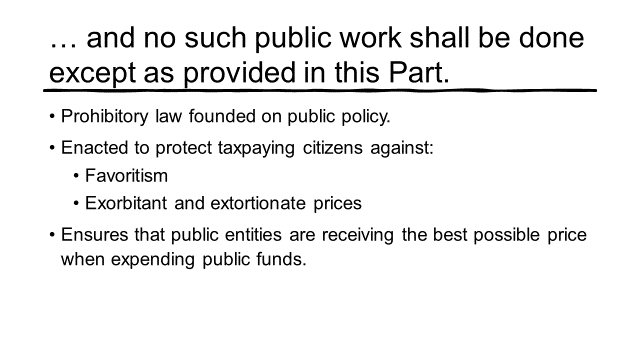 … and no such public work shall be done
except as provided in this Part.
• Prohibitory law founded on public policy.
• Enacted to protect taxpaying citizens against:
• Favoritism
• Exorbitant and extortionate prices
• Ensures that public entities are receiving the best possible price
when expending public funds.